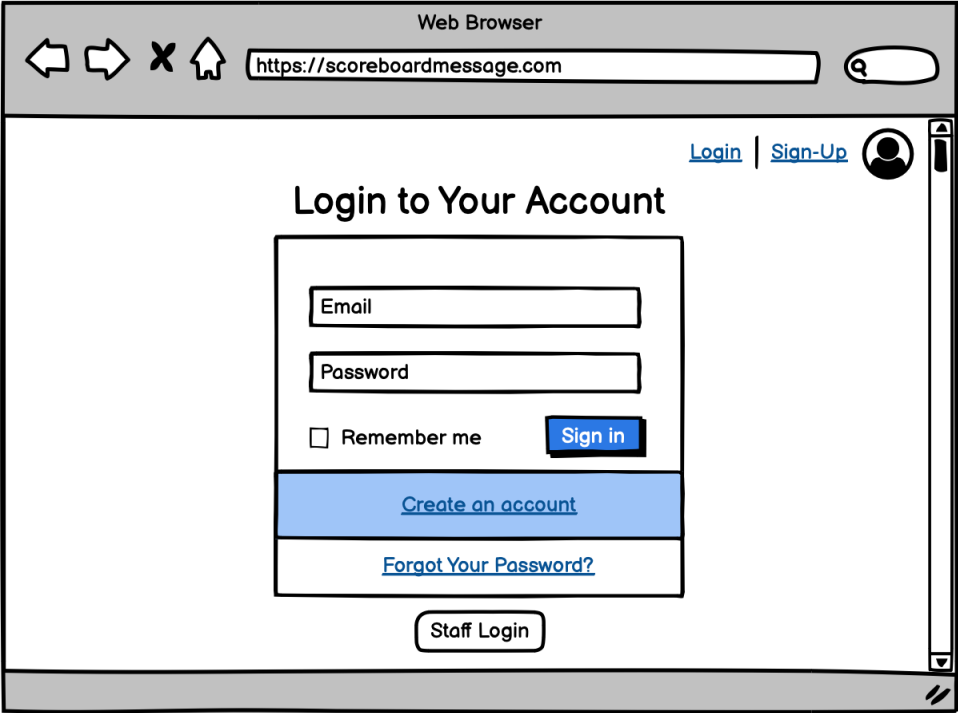 Web Browser
https://scoreboardmessage.com
Login
Sign-Up
Login to Your Account
Email
Password
Remember me
Sign in
Create an account
Forgot Your Password?
Staff Login